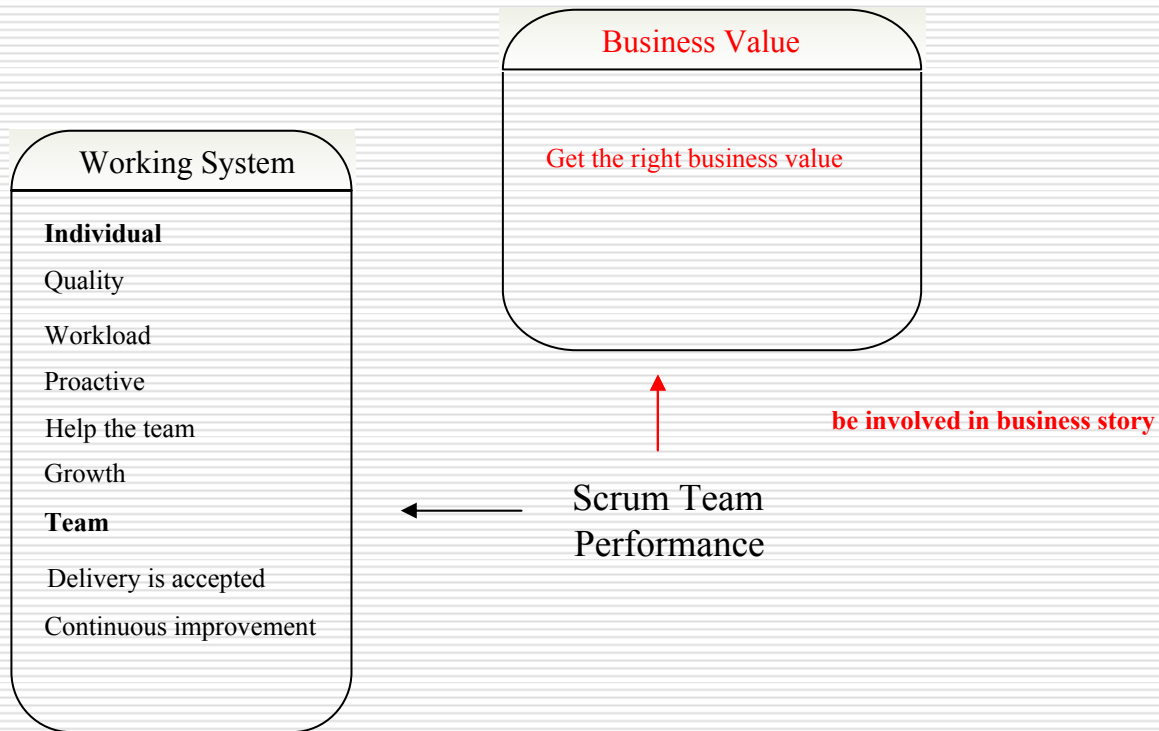 Business Value
Get the right business value
Working System
Individual
Quality
Workload
Proactive
Help the team
Growth
Team
Delivery is accepted
Continuous improvement
be involved in business story
Scrum Team
Performance